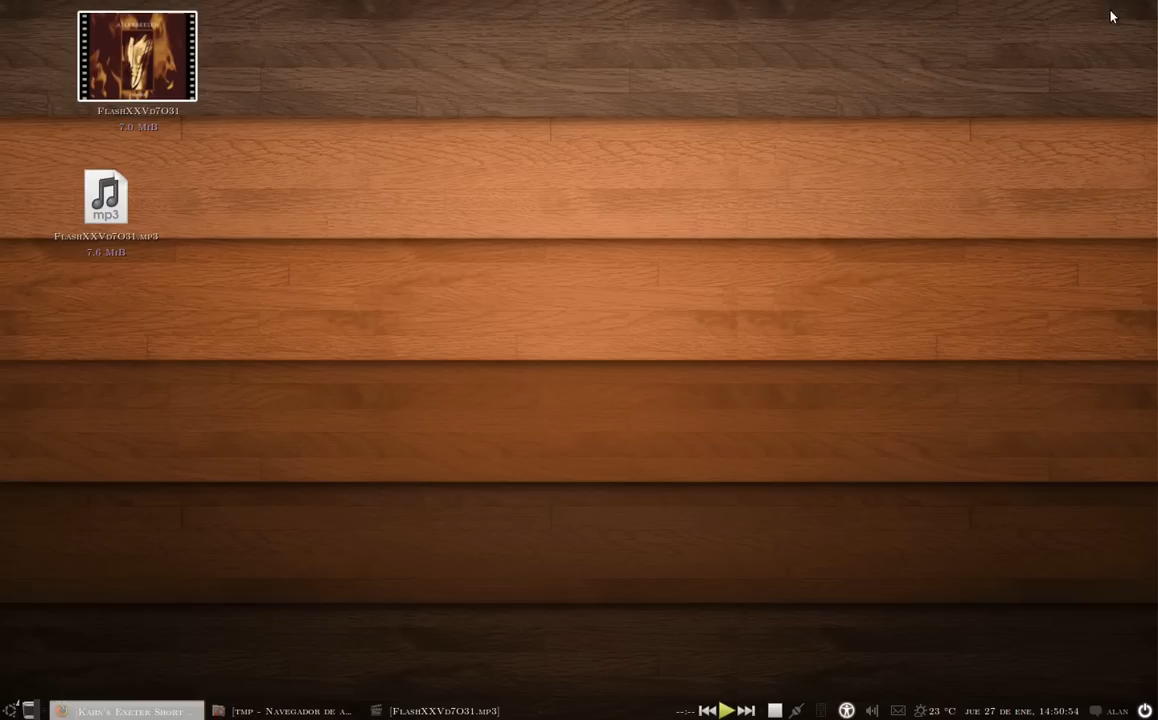 FlashXXVd7O31
7.0 MiB
mp3
FlashXXVd7O31.mp3
7.6 MiB
Kahn's Exeter Short ...
[tmp - Navegador de a...
[FlashXXVd7O31.mp3]
--:--
23 °C
jue 27 de ene, 14:50:54
alan